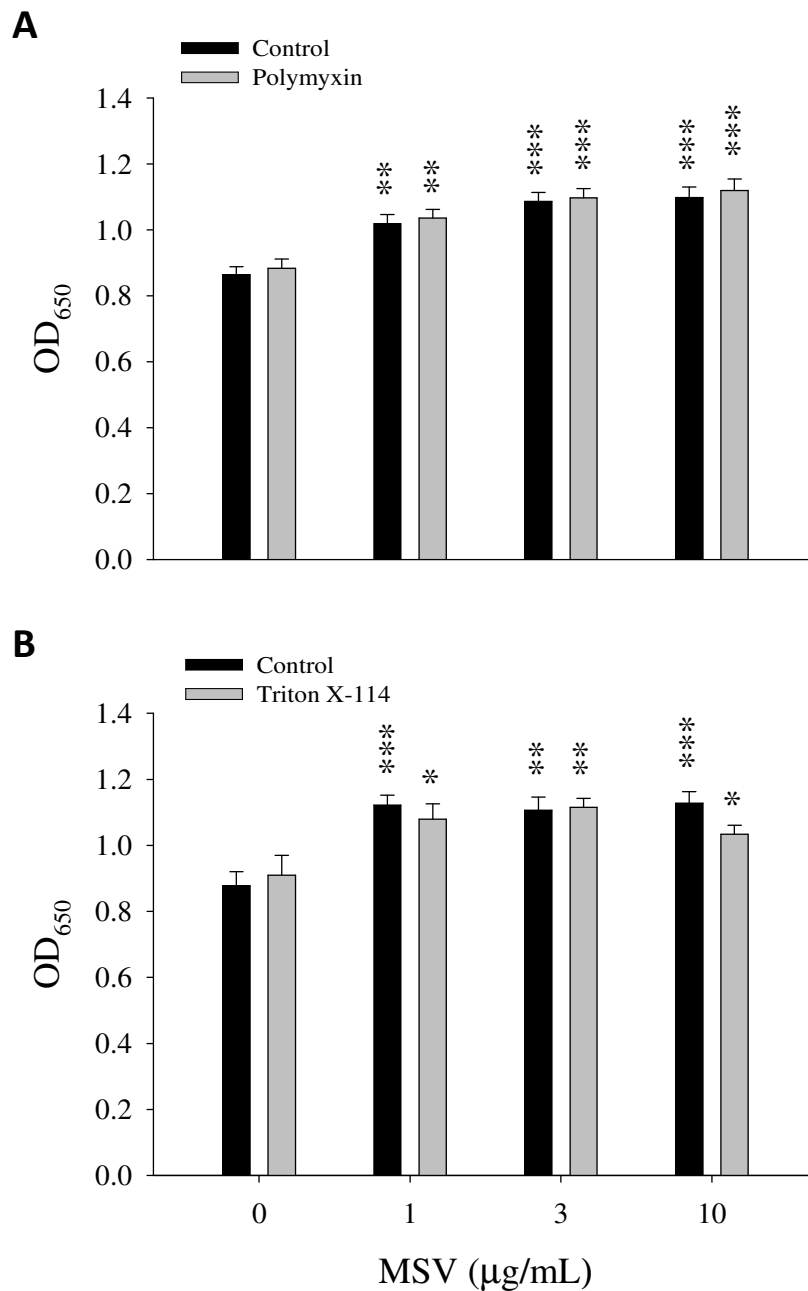 A
Control
Polymyxin
1.4
1.2
1.0
0.8
0.6
0.4
0.2
0.0
OD650
** ** *** *** *** ***
B
Control
Triton X-114
1.4
1.2
1.0
0.8
0.6
0.4
0.2
0.0
OD650
*** * ** ** *** *
0 1 3 10
MSV (μg/mL)